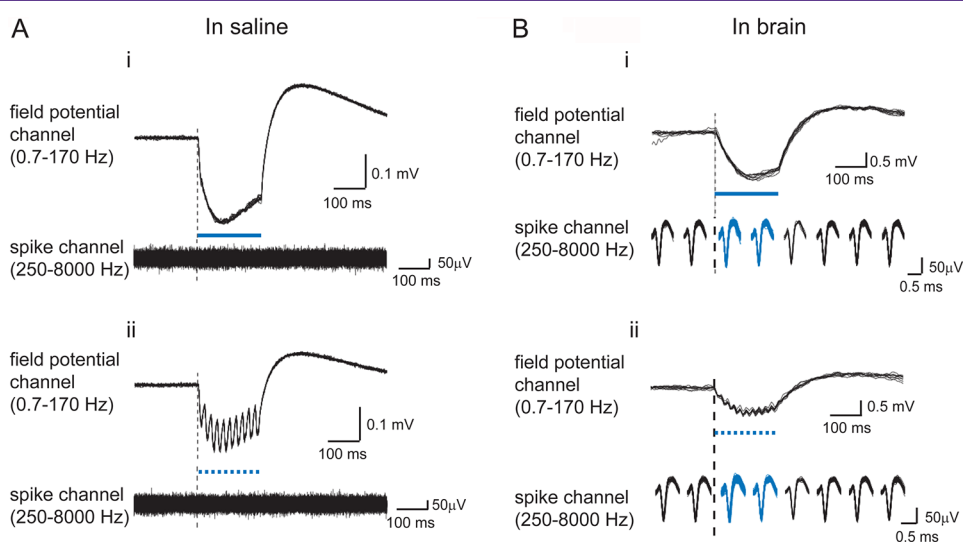 A
In saline
i
field potential
channel
(0.7-170 Hz)
0.1 mV
100 ms
spike channel
(250-8000 Hz)
50μV
100 ms
ii
field potential
channel
(0.7-170 Hz)
0.1 mV
100 ms
spike channel
(250-8000 Hz)
50μV
100 ms
B
In brain
i
field potential
channel
(0.7-170 Hz)
0.5 mV
100 ms
spike channel
(250-8000 Hz)
50μV
0.5 ms
ii
field potential
channel
(0.7-170 Hz)
0.5 mV
100 ms
spike channel
(250-8000 Hz)
50μV
0.5 ms